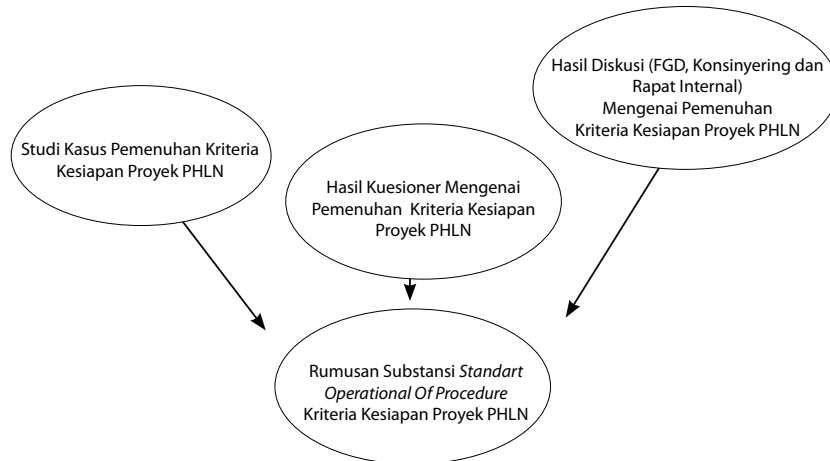 Studi Kasus Pemenuhan Kriteria
Kesiapan Proyek PHLN
Hasil Kuesioner Mengenai
Pemenuhan Kriteria Kesiapan
Proyek PHLN
Hasil Diskusi (FGD, Konsinyering dan
Rapat Internal)
Mengenai Pemenuhan
Kriteria Kesiapan Proyek PHLN
Rumusan Substansi Standart
Operational Of Procedure
Kriteria Kesiapan Proyek PHLN